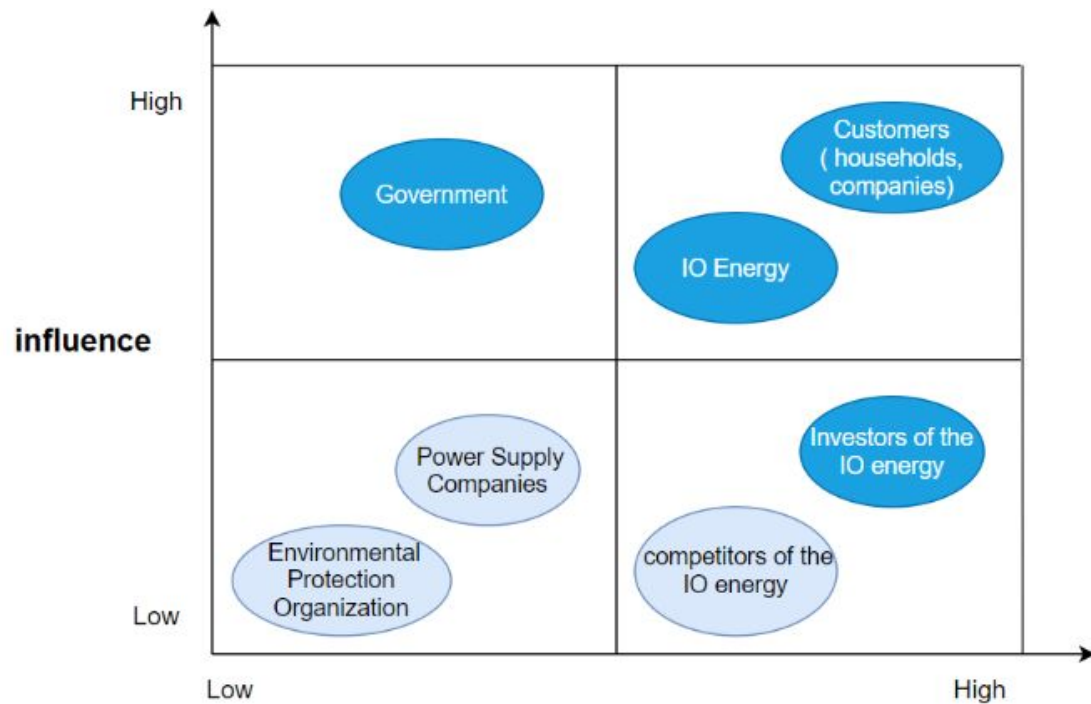 High
Customers
( households,
companies)
Government
IO Energy
influence
Investors of the
IO energy
Power Supply
Companies
competitors of the
IO energy
Environmental
Protection
Organization
Low
Low
High